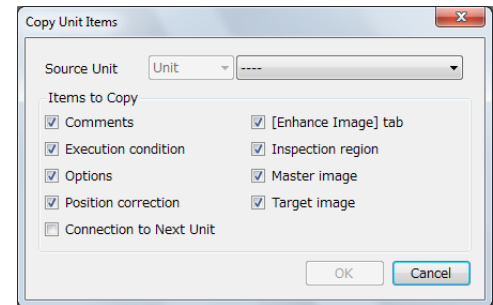 Copy Unit Items
Source Unit Unit ----
Items to Copy
Comments [Enhance Image] tab
Execution condition Inspection region
Options Master image
Position correction Target image
Connection to Next Unit
OK Cancel